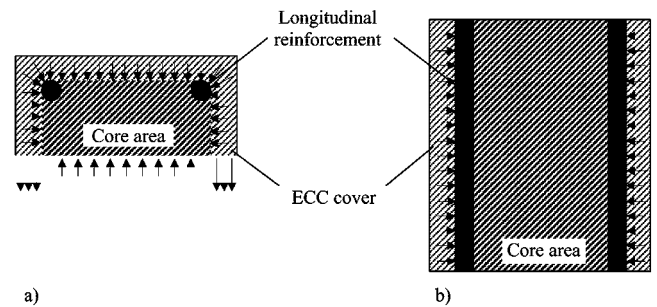 Longitudinal
reinforcement
Core area
ECC cover
Core area
a)
b)